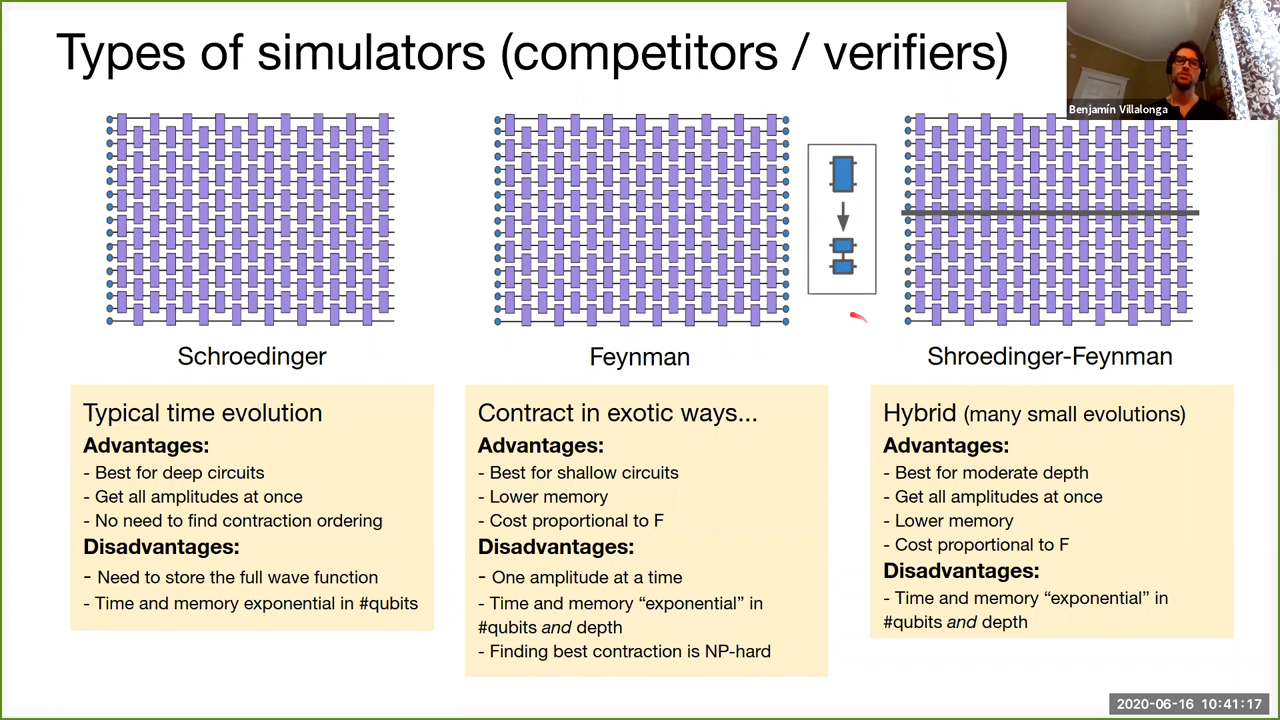 Types of simulators (competitors / verifiers)
Benjamín Villalonga
Schroedinger
Feynman
Shroedinger-Feynman
Typical time evolution
Advantages:
- Best for deep circuits
- Get all amplitudes at once
- No need to find contraction ordering
Disadvantages:
- Need to store the full wave function
- Time and memory exponential in #qubits
Contract in exotic ways...
Advantages:
- Best for shallow circuits
- Lower memory
- Cost proportional to F
Disadvantages:
- One amplitude at a time
- Time and memory “exponential” in
#qubits and depth
- Finding best contraction is NP-hard
Hybrid (many small evolutions)
Advantages:
- Best for moderate depth
- Get all amplitudes at once
- Lower memory
- Cost proportional to F
Disadvantages:
- Time and memory “exponential” in
#qubits and depth
2020-06-16 10:41:17